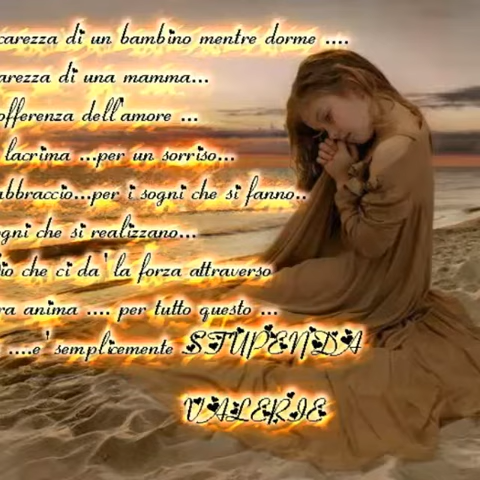 carezza di un bambino mentre dorme ....
arezza di una mamma...
offerenza dell'amore ...
lacrima ...per un sorriso...
abbraccio...per i sogni che si fanno..
ogni che si realizzano...
io che ci da' la forza attraverso
ra anima .... per tutto questo ...
....e' semplicemente STUPENDA
VALERIE